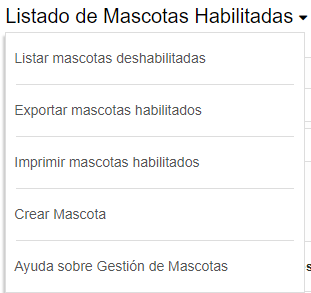 Listado de Mascotas Habilitadas
Listar mascotas deshabilitadas
Exportar mascotas habilitados
Imprimir mascotas habilitados
Crear Mascota
Ayuda sobre Gestión de Mascotas